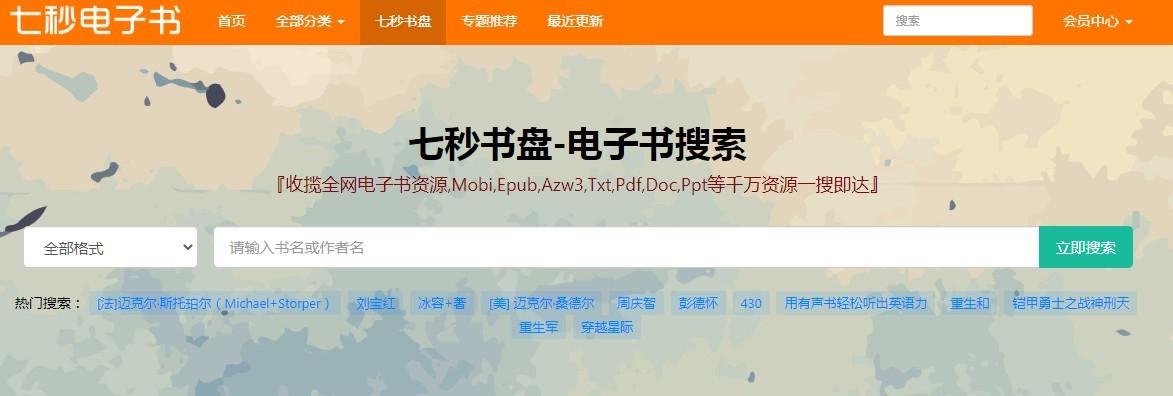 七秒电子书 首页 全部分类 七秒书盘 专题推荐 最近更新 搜索 会员中心
七秒书盘-电子书搜索
『收揽全网电子书资源,Mobi,Epub,Azw3,Txt,Pdf,Doc,Ppt等千万资源一搜即达』
全部格式 请输入书名或作者名 立即搜索
热门搜索： [法]迈克尔·斯托珀尔（Michael+Storper） 刘宝红 冰容+著 [美] 迈克尔·桑德尔 周庆智 彭德怀 430 用有声书轻松听出英语力 重生和 铠甲勇士之战神刑天
重生军 穿越星际